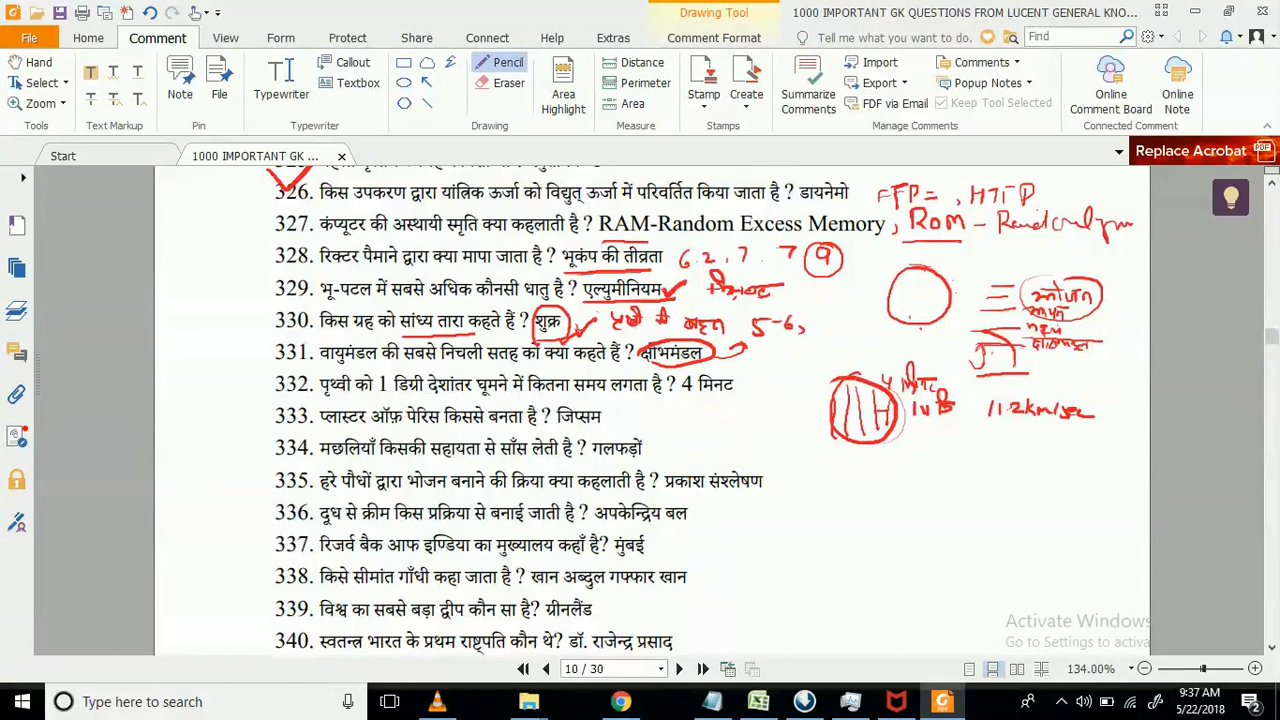 Drawing Tool
1000 IMPORTANT GK QUESTIONS FROM LUCENT GENERAL KNO...
File Home Comment View Form Protect Share Connect Help Extras Comment Format Tell me what you want to do. Find
Hand Select Zoom Tools
Text Markup
Note File Pin
Typewriter Callout Textbox Typewriter
Pencil Eraser Drawing
Area Highlight Distance Perimeter Area Measure
Stamp Create Stamps
Summarize Comments Import Export FDF via Email Comments Popup Notes Keep Tool Selected Manage Comments
Online Comment Board Online Note Connected Comment
Start 1000 IMPORTANT GK ... Replace Acrobat
326. किस उपकरण द्वारा यांत्रिक ऊर्जा को विद्युत् ऊर्जा में परिवर्तित किया जाता है ? डायनेमो FTP = , HTTP
327. कंप्यूटर की अस्थायी स्मृति क्या कहलाती है ? RAM-Random Excess Memory , ROM -
328. रिक्टर पैमाने द्वारा क्या मापा जाता है ? भूकंप की तीव्रता 6.2, 7. 7 9
329. भू-पटल में सबसे अधिक कौनसी धातु है ? एल्युमीनियम
330. किस ग्रह को सांध्य तारा कहते हैं ? शुक्र 5-6,
331. वायुमंडल की सबसे निचली सतह को क्या कहते हैं ? क्षोभमंडल
332. पृथ्वी को 1 डिग्री देशांतर घूमने में कितना समय लगता है ? 4 मिनट
11.2km/sec
333. प्लास्टर ऑफ़ पेरिस किससे बनता है ? जिप्सम
334. मछलियाँ किसकी सहायता से साँस लेती है ? गलफड़ों
335. हरे पौधों द्वारा भोजन बनाने की क्रिया क्या कहलाती है ? प्रकाश संश्लेषण
336. दूध से क्रीम किस प्रक्रिया से बनाई जाती है ? अपकेन्द्रिय बल
337. रिजर्व बैक आफ इण्डिया का मुख्यालय कहाँ है? मुंबई
338. किसे सीमांत गाँधी कहा जाता है ? खान अब्दुल गफ्फार खान
339. विश्व का सबसे बड़ा द्वीप कौन सा है? ग्रीनलैंड
340. स्वतन्त्र भारत के प्रथम राष्ट्रपति कौन थे? डॉ. राजेन्द्र प्रसाद
Activate Windows
Go to Settings to activa
10 / 30 134.00%
Type here to search 9:37 AM
5/22/2018